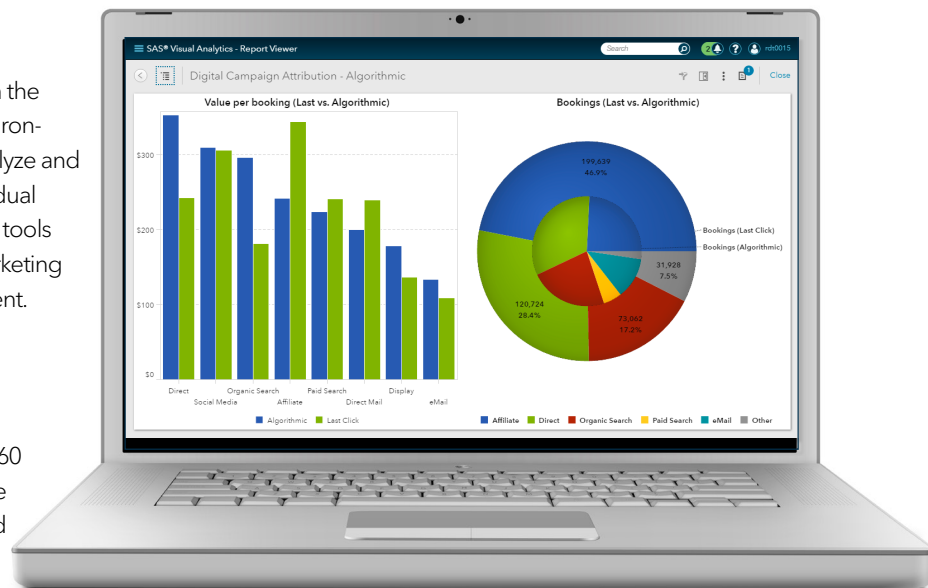 n the
iron-
lyze and
dual
tools
rketing
ent.
60
e
d
SAS® Visual Analytics - Report Viewer
Search
2
?
rdt0015
Digital Campaign Attribution - Algorithmic
1
Close
Value per booking (Last vs. Algorithmic)
$300
$200
$100
$0
Direct
Organic Search
Paid Search
Display
Social Media
Affiliate
Direct Mail
eMail
Algorithmic
Last Click
Bookings (Last vs. Algorithmic)
199,639
46.9%
Bookings (Last Click)
Bookings (Algorithmic)
31,928
7.5%
120,724
28.4%
73,062
17.2%
Affiliate
Direct
Organic Search
Paid Search
eMail
Other